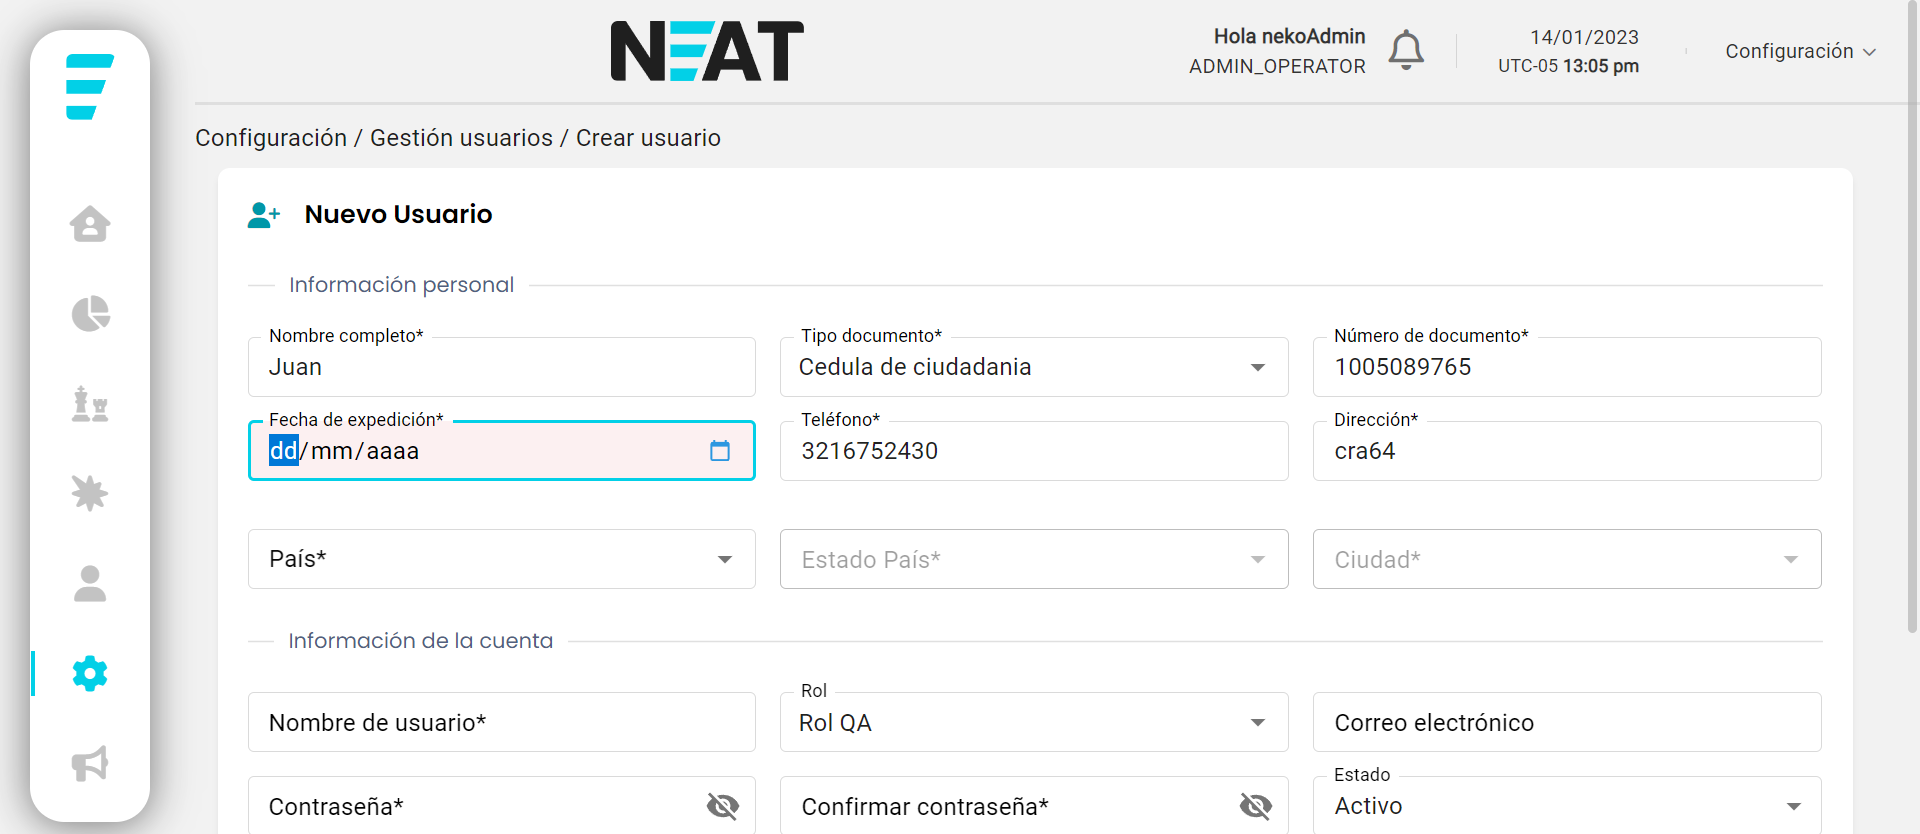 NEAT
Hola nekoAdmin
ADMIN_OPERATOR
14/01/2023
UTC-05 13:05 pm
Configuración
Configuración / Gestión usuarios / Crear usuario
Nuevo Usuario
Información personal
Nombre completo*
Juan
Tipo documento*
Cedula de ciudadania
Número de documento*
1005089765
Fecha de expedición*
dd/mm/aaaa
Teléfono*
3216752430
Dirección*
cra64
País*
Estado País*
Ciudad*
Información de la cuenta
Nombre de usuario*
Rol
Rol QA
Correo electrónico
Contraseña*
Confirmar contraseña*
Estado
Activo